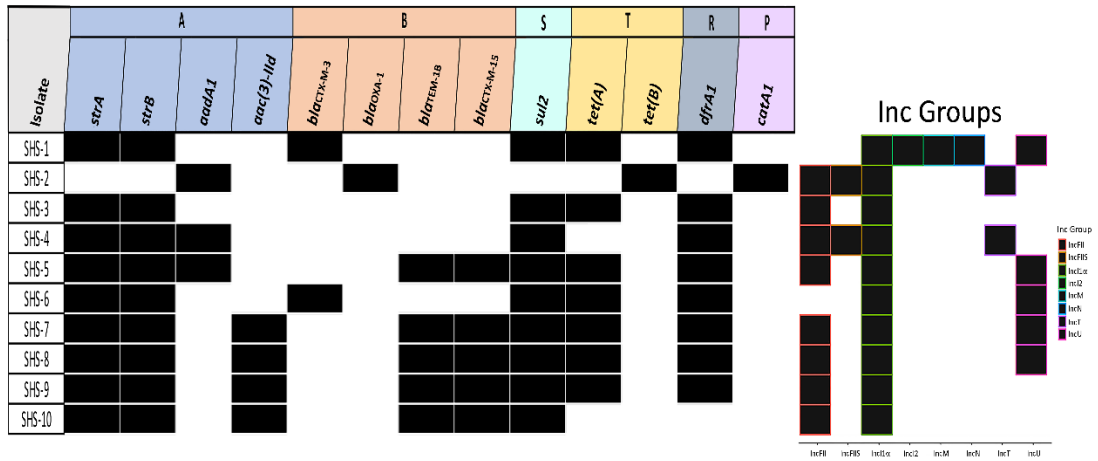 A B S T R P
Isolate strA strB aadA1 aac(3)-IId blaCTX-M-3 blaOXA-1 blaTEM-1B blaCTX-M-15 sul2 tet(A) tet(B) dfrA1 catA1
SHS-1
SHS-2
SHS-3
SHS-4
SHS-5
SHS-6
SHS-7
SHS-8
SHS-9
SHS-10
Inc Groups
Inc Group
IncFII
IncFIIS
IncI1α
IncI2
IncM
IncN
IncT
IncU
IncFII IncFIIS IncI1α IncI2 IncM IncN IncT IncU